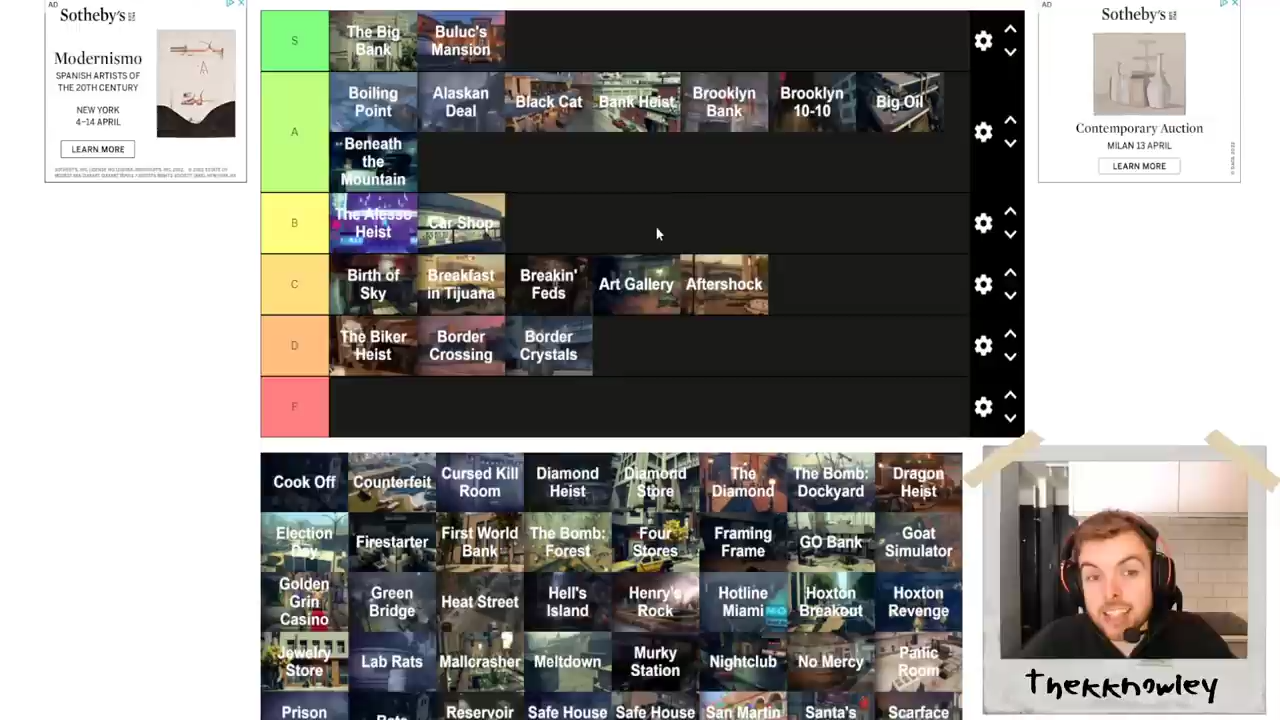 AD
Sotheby's EST. 1744
Modernismo
SPANISH ARTISTS OF
THE 20TH CENTURY
NEW YORK
4–14 APRIL
LEARN MORE
S
The Big
Bank
Buluc's
Mansion
A
Boiling
Point
Alaskan
Deal
Black Cat
Bank Heist
Brooklyn
Bank
Brooklyn
10-10
Big Oil
Beneath
the
Mountain
B
The Alesso
Heist
Car Shop
C
Birth of
Sky
Breakfast
in Tijuana
Breakin'
Feds
Art Gallery
Aftershock
D
The Biker
Heist
Border
Crossing
Border
Crystals
F
AD
Sotheby's EST. 1744
Contemporary Auction
MILAN 13 APRIL
LEARN MORE
Cook Off
Counterfeit
Cursed Kill
Room
Diamond
Heist
Diamond
Store
The
Diamond
The Bomb:
Dockyard
Dragon
Heist
Election
Day
Firestarter
First World
Bank
The Bomb:
Forest
Four
Stores
Framing
Frame
GO Bank
Goat
Simulator
Golden
Grin
Casino
Green
Bridge
Heat Street
Hell's
Island
Henry's
Rock
Hotline
Miami
Hoxton
Breakout
Hoxton
Revenge
Jewelry
Store
Lab Rats
Mallcrasher
Meltdown
Murky
Station
Nightclub
No Mercy
Panic
Room
Prison
Rats
Reservoir
Safe House
Safe House
San Martin
Santa's
Scarface
Thekknowley